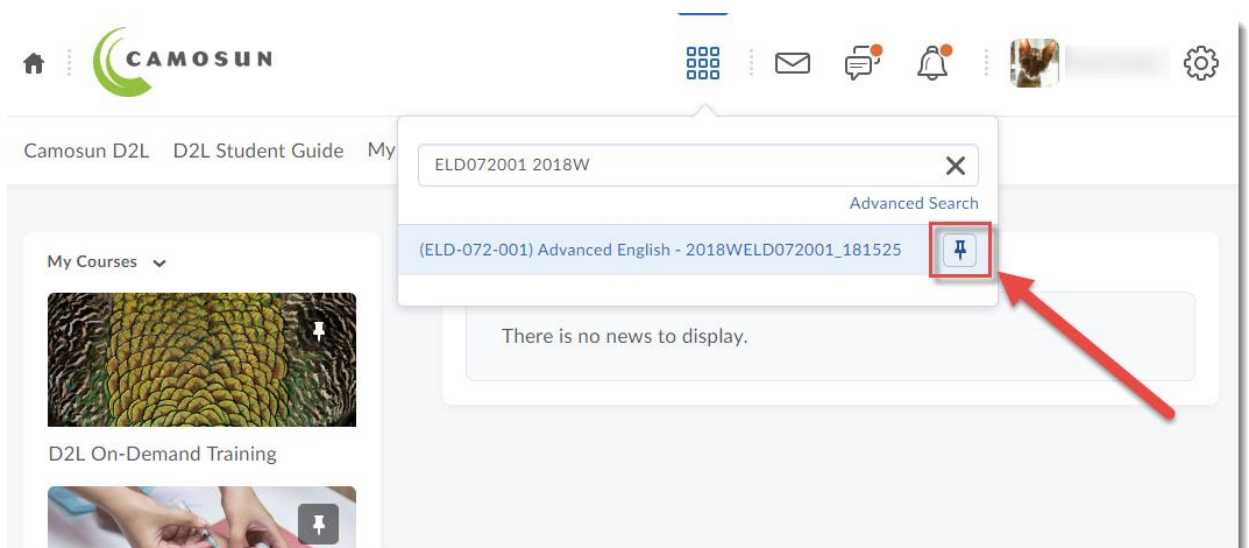 CAMOSUN
Camosun D2L D2L Student Guide My
ELD072001 2018W
Advanced Search
(ELD-072-001) Advanced English - 2018WELD072001_181525
My Courses
There is no news to display.
D2L On-Demand Training